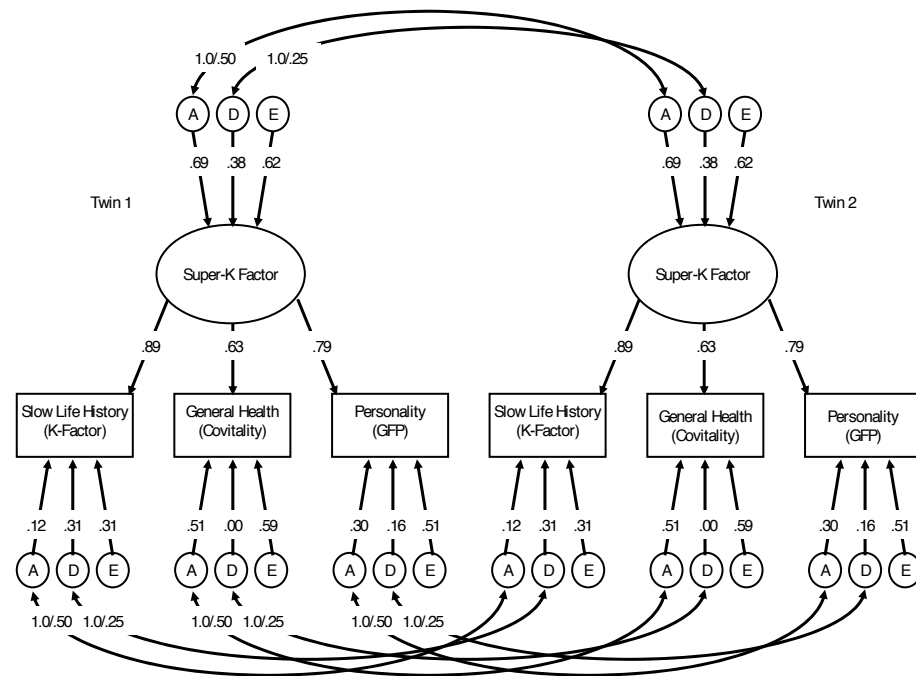 1.0/.50 1.0/.25
A D E A D E
.69 .38 .62 .69 .38 .62
Twin 1 Twin 2
Super-K Factor Super-K Factor
.89 .63 .79 .89 .63 .79
Slow Life History
(K-Factor)
General Health
(Covitality)
Personality
(GFP)
Slow Life History
(K-Factor)
General Health
(Covitality)
Personality
(GFP)
.12 .31 .31 .51 .00 .59 .30 .16 .51 .12 .31 .31 .51 .00 .59 .30 .16 .51
A D E A D E A D E A D E A D E A D E
1.0/.50 1.0/.25 1.0/.50 1.0/.25 1.0/.50 1.0/.25